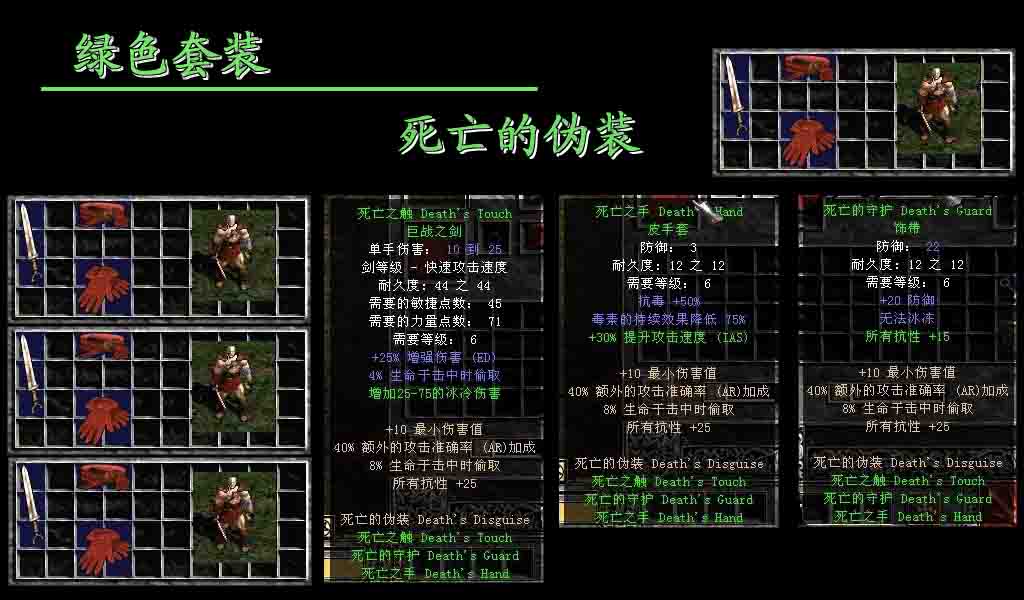 绿色套装
死亡的伪装
死亡之触 Death's Touch
巨战之剑
单手伤害： 10 到 25
剑等级 - 快速攻击速度
耐久度：44 之 44
需要的敏捷点数： 45
需要的力量点数： 71
需要等级： 6
+25% 增强伤害 (ED)
4% 生命于击中时偷取
增加25-75的冰冷伤害
+10 最小伤害值
40% 额外的攻击准确率 (AR)加成
8% 生命于击中时偷取
所有抗性 +25
死亡的伪装 Death's Disguise
死亡之触 Death's Touch
死亡的守护 Death's Guard
死亡之手 Death's Hand
死亡之手 Death's Hand
皮手套
防御： 3
耐久度：12 之 12
需要等级： 6
抗毒 +50%
毒素的持续效果降低 75%
+30% 提升攻击速度 (IAS)
+10 最小伤害值
40% 额外的攻击准确率 (AR)加成
8% 生命于击中时偷取
所有抗性 +25
死亡的伪装 Death's Disguise
死亡之触 Death's Touch
死亡的守护 Death's Guard
死亡之手 Death's Hand
死亡的守护 Death's Guard
饰带
防御： 22
耐久度：12 之 12
需要等级： 6
+20 防御
无法冰冻
所有抗性 +15
+10 最小伤害值
40% 额外的攻击准确率 (AR)加成
8% 生命于击中时偷取
所有抗性 +25
死亡的伪装 Death's Disguise
死亡之触 Death's Touch
死亡的守护 Death's Guard
死亡之手 Death's Hand